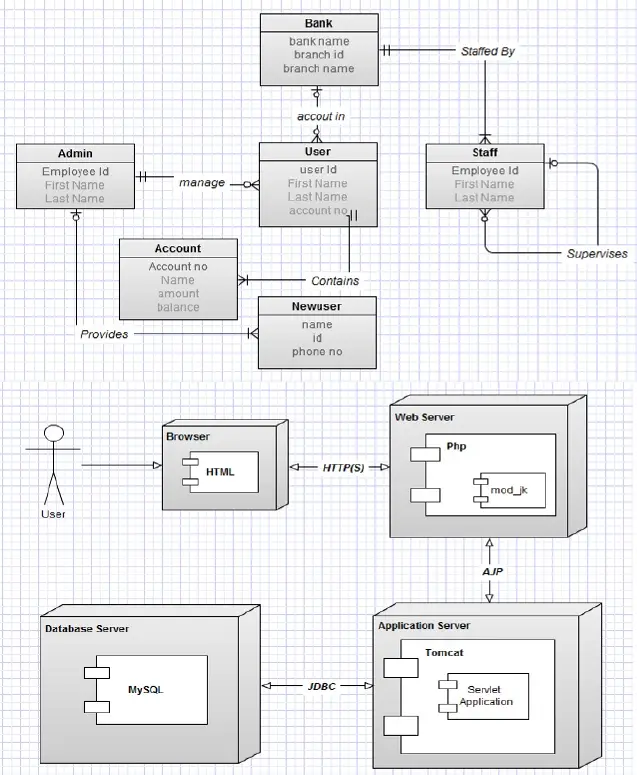 Bank
bank name
branch id
branch name
Staffed By
accout in
Admin
Employee Id
First Name
Last Name
manage
User
user Id
First Name
Last Name
account no
Staff
Employee Id
First Name
Last Name
Supervises
Account
Account no
Name
amount
balance
Contains
Newuser
name
id
phone no
Provides
User
Browser
HTML
HTTP(S)
Web Server
Php
mod_jk
AJP
Database Server
MySQL
JDBC
Application Server
Tomcat
Servlet
Application